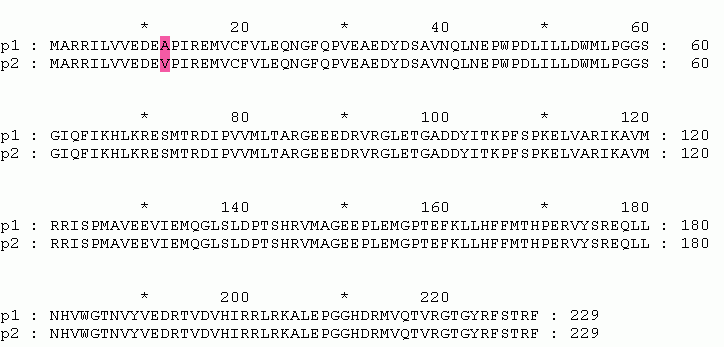 * 20 * 40 * 60
p1 : MARRILVVEDEAPIREMVCFVLEQNGFQPVEAEDYDSAVNQLNEPWPDLILLDWMLPGGS : 60
p2 : MARRILVVEDEVPIREMVCFVLEQNGFQPVEAEDYDSAVNQLNEPWPDLILLDWMLPGGS : 60
* 80 * 100 * 120
p1 : GIQFIKHLKRESMTRDIPVVMLTARGEEEDRVRGLETGADDYITKPFSPKELVARIKAVM : 120
p2 : GIQFIKHLKRESMTRDIPVVMLTARGEEEDRVRGLETGADDYITKPFSPKELVARIKAVM : 120
* 140 * 160 * 180
p1 : RRISPMAVEEVIEMQGLSLDPTSHRVMAGEEPLEMGPTEFKLLHFFMTHPERVYSREQLL : 180
p2 : RRISPMAVEEVIEMQGLSLDPTSHRVMAGEEPLEMGPTEFKLLHFFMTHPERVYSREQLL : 180
* 200 * 220
p1 : NHVWGTNVYVEDRTVDVHIRRLRKALEPGGHDRMVQTVRGTGYRFSTRF : 229
p2 : NHVWGTNVYVEDRTVDVHIRRLRKALEPGGHDRMVQTVRGTGYRFSTRF : 229